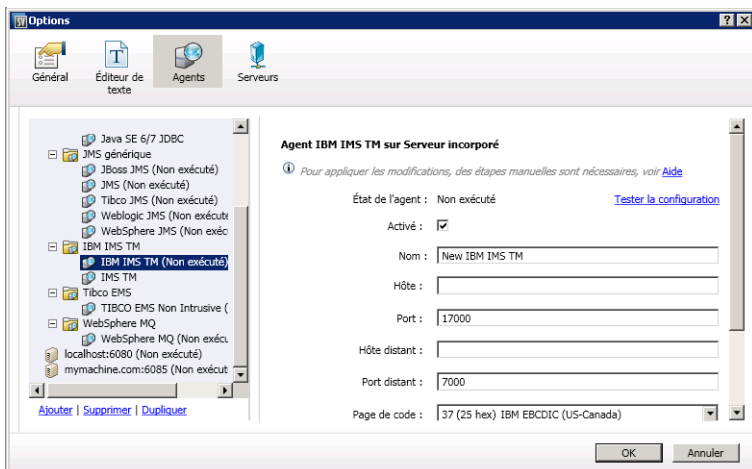 SV Options
Général
Éditeur de texte
Agents
Serveurs
Java SE 6/7 JDBC
JMS générique
JBoss JMS (Non exécuté)
JMS (Non exécuté)
Tibco JMS (Non exécuté)
Weblogic JMS (Non exécuté
WebSphere JMS (Non exéc
IBM IMS TM
IBM IMS TM (Non exécuté)
IMS TM
Tibco EMS
TIBCO EMS Non Intrusive (
WebSphere MQ
WebSphere MQ (Non exécu
localhost:6080 (Non exécuté)
mymachine.com:6085 (Non exécut
Ajouter | Supprimer | Dupliquer
Agent IBM IMS TM sur Serveur incorporé
Pour appliquer les modifications, des étapes manuelles sont nécessaires, voir Aide
État de l'agent : Non exécuté Tester la configuration
Activé :
Nom : New IBM IMS TM
Hôte :
Port : 17000
Hôte distant :
Port distant : 7000
Page de code : 37 (25 hex) IBM EBCDIC (US-Canada)
OK Annuler